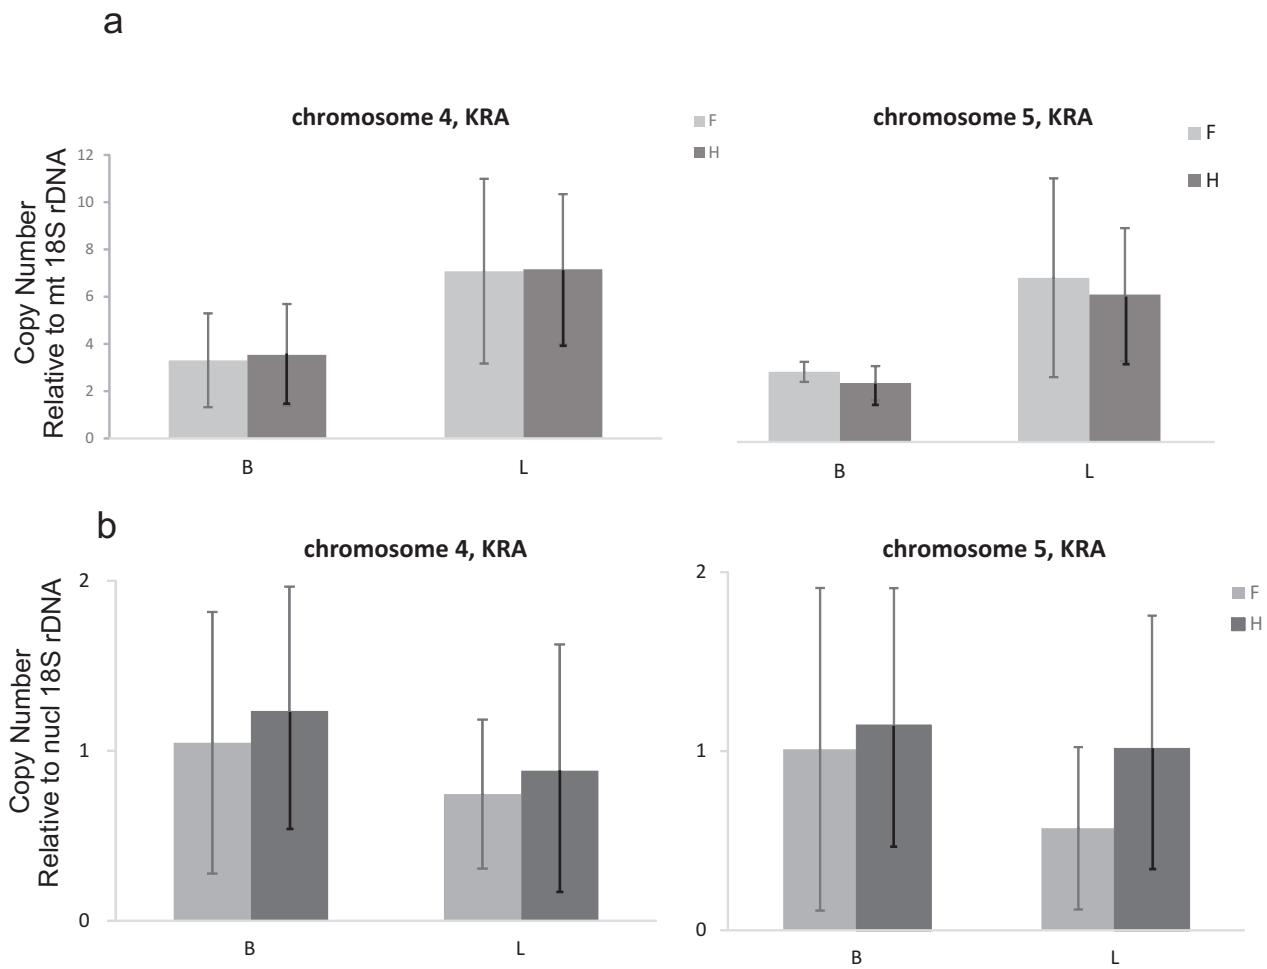 a
chromosome 4, KRA
F
H
chromosome 5, KRA
F
H
Copy Number
Relative to mt 18S rDNA
12
10
8
6
4
2
0
B
L
B
L
b
chromosome 4, KRA
chromosome 5, KRA
F
H
Copy Number
Relative to nucl 18S rDNA
2
1
0
B
L
2
1
0
B
L